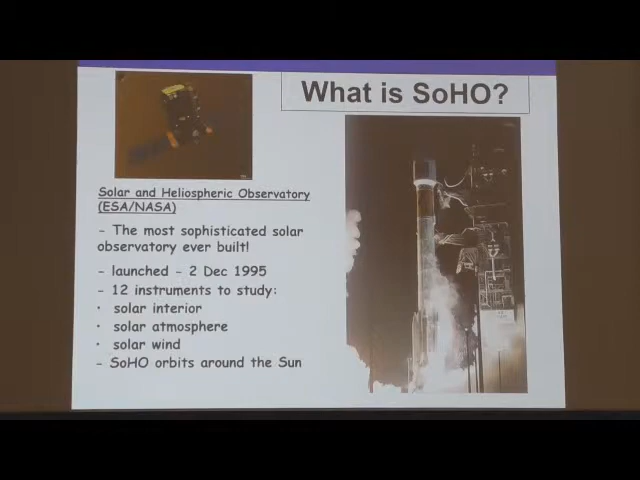 What is SoHO?
Solar and Heliospheric Observatory
(ESA/NASA)
- The most sophisticated solar
observatory ever built!
- launched - 2 Dec 1995
- 12 instruments to study:
• solar interior
• solar atmosphere
• solar wind
- SoHO orbits around the Sun